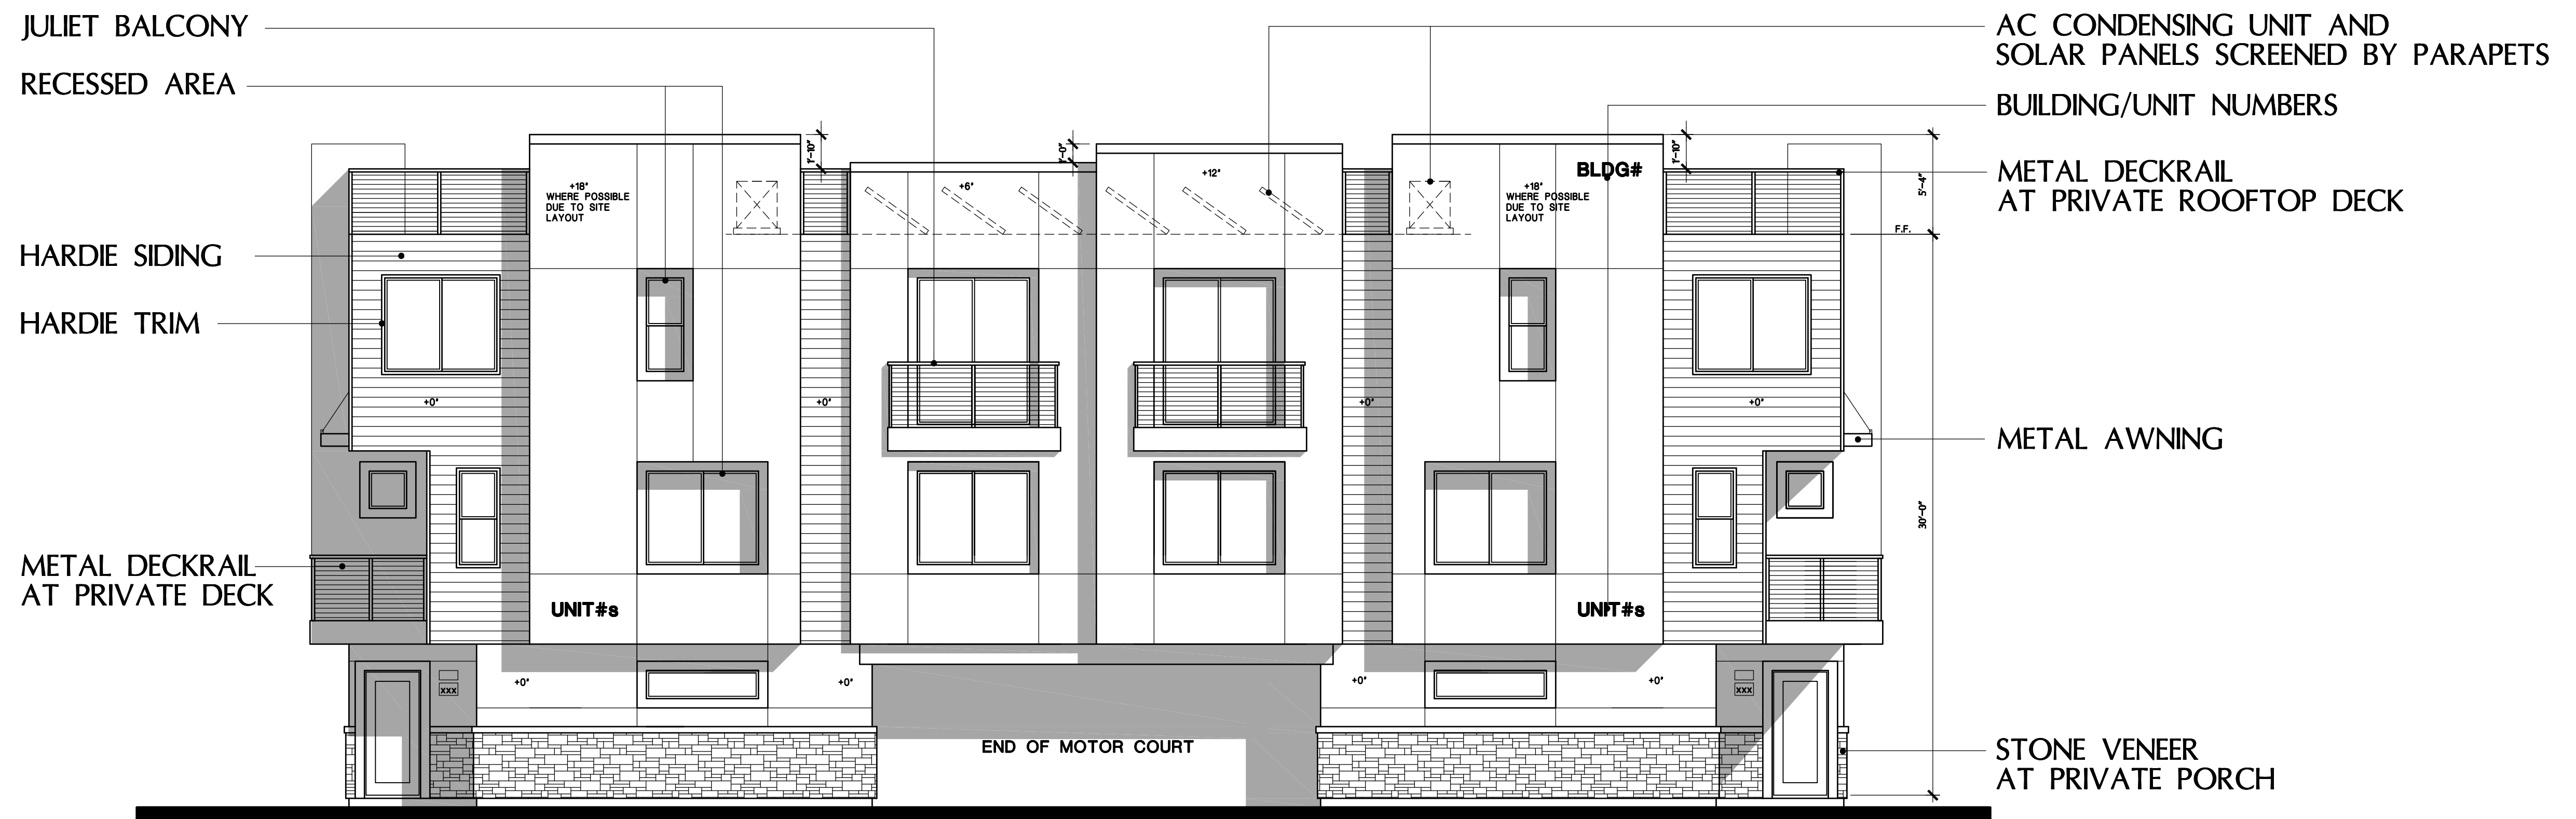 JULIET BALCONY
RECESSED AREA
HARDIE SIDING
HARDIE TRIM
METAL DECKRAIL
AT PRIVATE DECK
AC CONDENSING UNIT AND
SOLAR PANELS SCREENED BY PARAPETS
BUILDING/UNIT NUMBERS
METAL DECKRAIL
AT PRIVATE ROOFTOP DECK
METAL AWNING
STONE VENEER
AT PRIVATE PORCH
1'-10"
1'-0"
1'-10"
5'-4"
F.F.
30'-0"
+18"
WHERE POSSIBLE
DUE TO SITE
LAYOUT
+6"
+12"
BLDG#
+18"
WHERE POSSIBLE
DUE TO SITE
LAYOUT
+0"
+0"
+0"
+0"
UNIT#s
UNIT#s
+0"
+0"
+0"
+0"
XXX
XXX
END OF MOTOR COURT